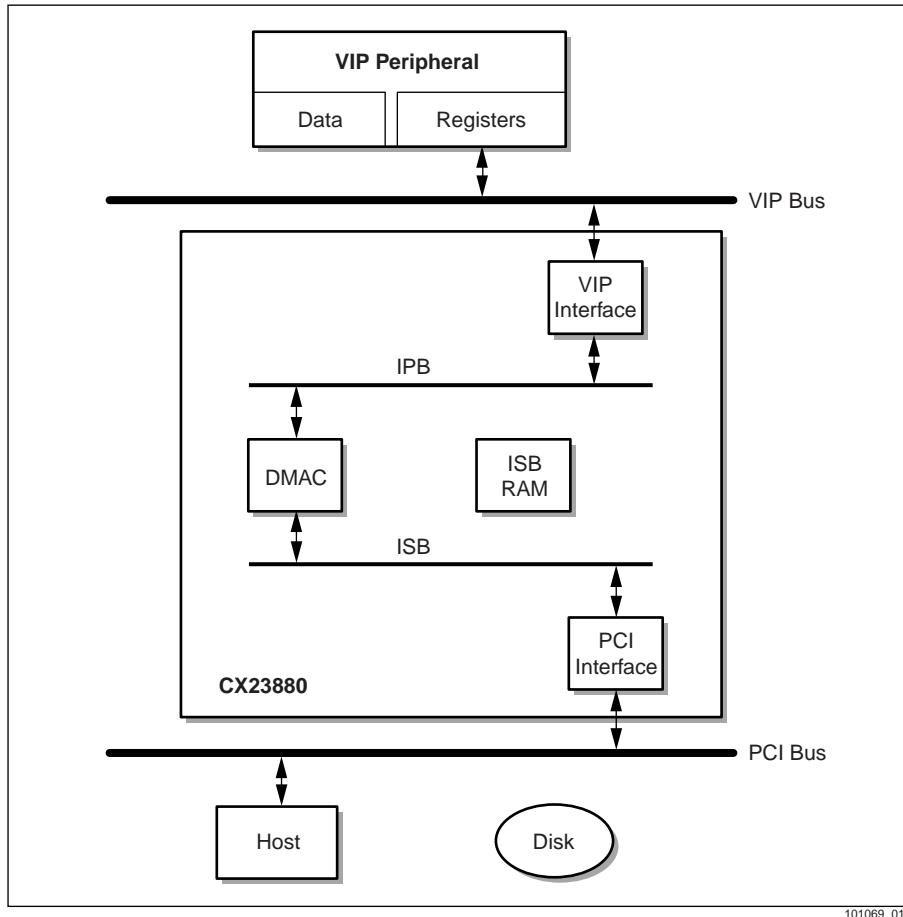 VIP Peripheral
Data
Registers
VIP Bus
VIP
Interface
IPB
DMAC
ISB
RAM
ISB
PCI
Interface
CX23880
PCI Bus
Host
Disk